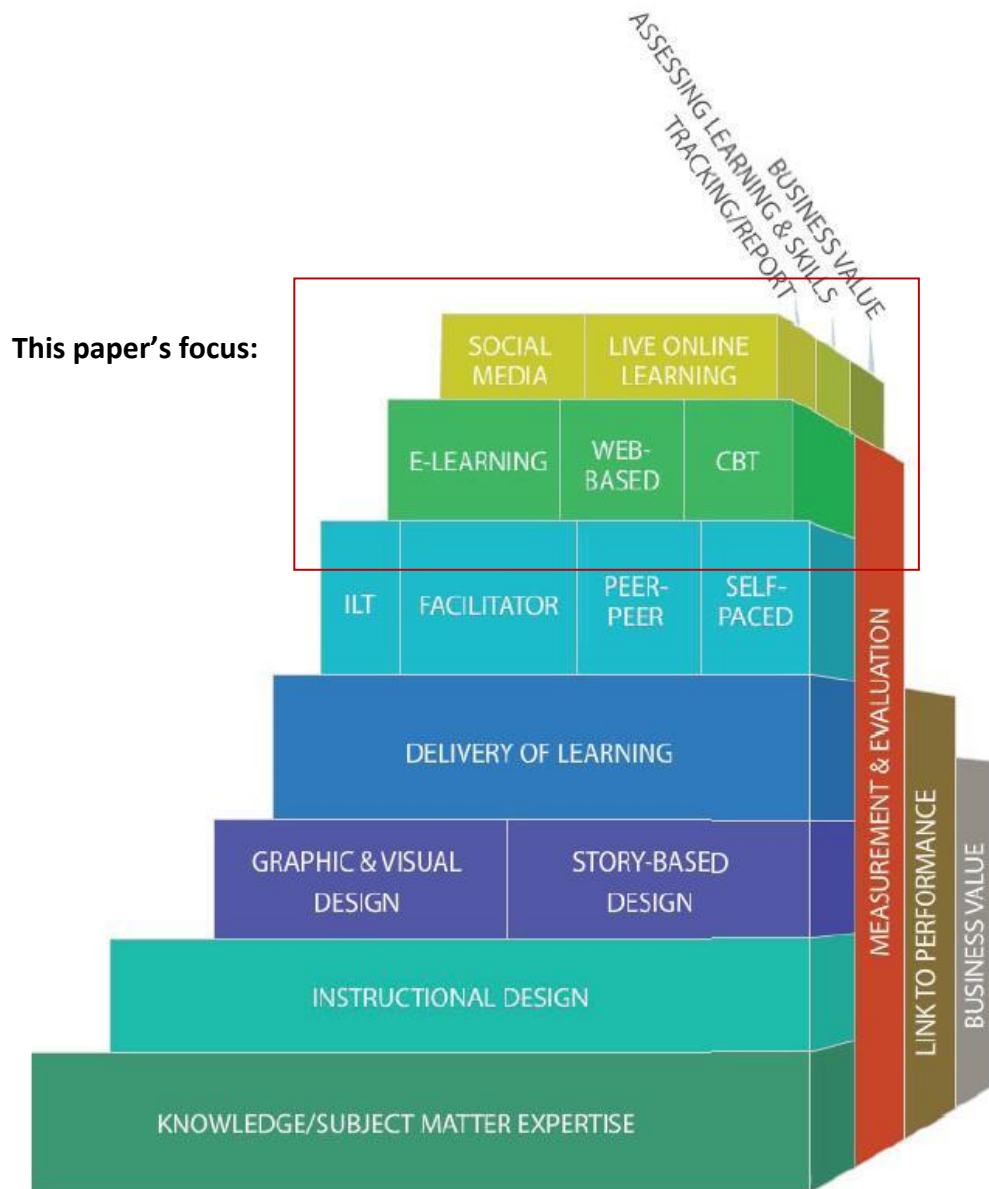 ASSESSING LEARNING & SKILLS
TRACKING/REPORT
BUSINESS VALUE
This paper’s focus:
SOCIAL
MEDIA
LIVE ONLINE
LEARNING
E-LEARNING
WEB-
BASED
CBT
ILT
FACILITATOR
PEER-
PEER
SELF-
PACED
DELIVERY OF LEARNING
GRAPHIC & VISUAL
DESIGN
STORY-BASED
DESIGN
INSTRUCTIONAL DESIGN
KNOWLEDGE/SUBJECT MATTER EXPERTISE
MEASUREMENT & EVALUATION
LINK TO PERFORMANCE
BUSINESS VALUE